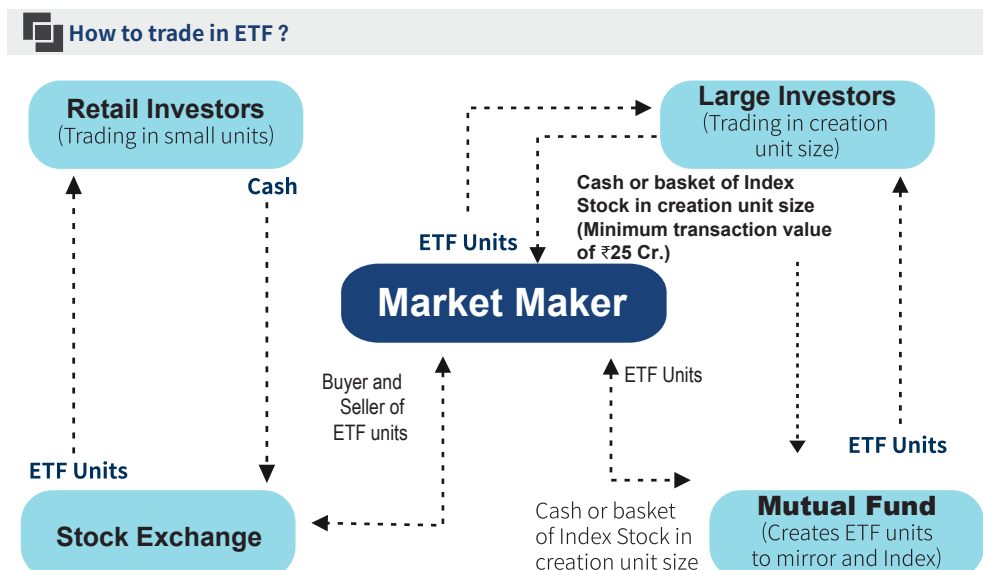 How to trade in ETF ?
Retail Investors
(Trading in small units)
Large Investors
(Trading in creation
unit size)
Cash
Cash or basket of Index
Stock in creation unit size
(Minimum transaction value
of ₹25 Cr.)
ETF Units
Market Maker
Buyer and
Seller of
ETF units
ETF Units
ETF Units
ETF Units
Stock Exchange
Cash or basket
of Index Stock in
creation unit size
Mutual Fund
(Creates ETF units
to mirror and Index)